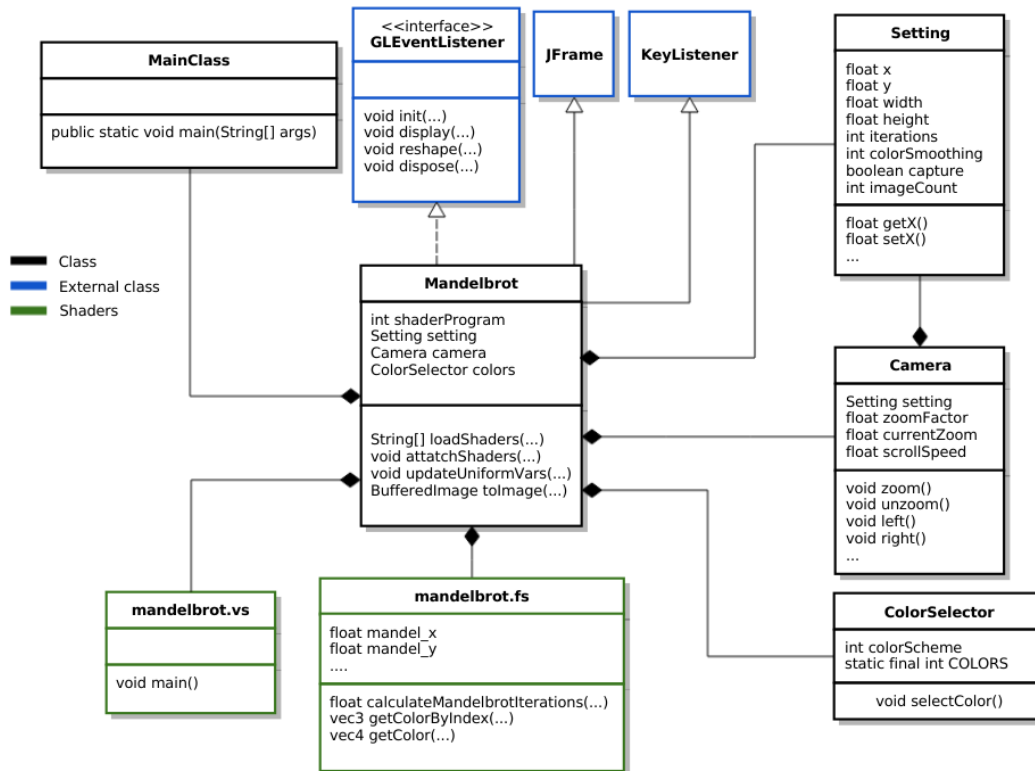 MainClass
public static void main(String[] args)
<<interface>>
GLEventListener
void init(...)
void display(...)
void reshape(...)
void dispose(...)
JFrame
KeyListener
Setting
float x
float y
float width
float height
int iterations
int colorSmoothing
boolean capture
int imageCount
float getX()
float setX()
...
Class
External class
Shaders
Mandelbrot
int shaderProgram
Setting setting
Camera camera
ColorSelector colors
String[] loadShaders(...)
void attatchShaders(...)
void updateUniformVars(...)
BufferedImage toImage(...)
Camera
Setting setting
float zoomFactor
float currentZoom
float scrollSpeed
void zoom()
void unzoom()
void left()
void right()
...
mandelbrot.vs
void main()
mandelbrot.fs
float mandel_x
float mandel_y
....
float calculateMandelbrotIterations(...)
vec3 getColorByIndex(...)
vec4 getColor(...)
ColorSelector
int colorScheme
static final int COLORS
void selectColor()